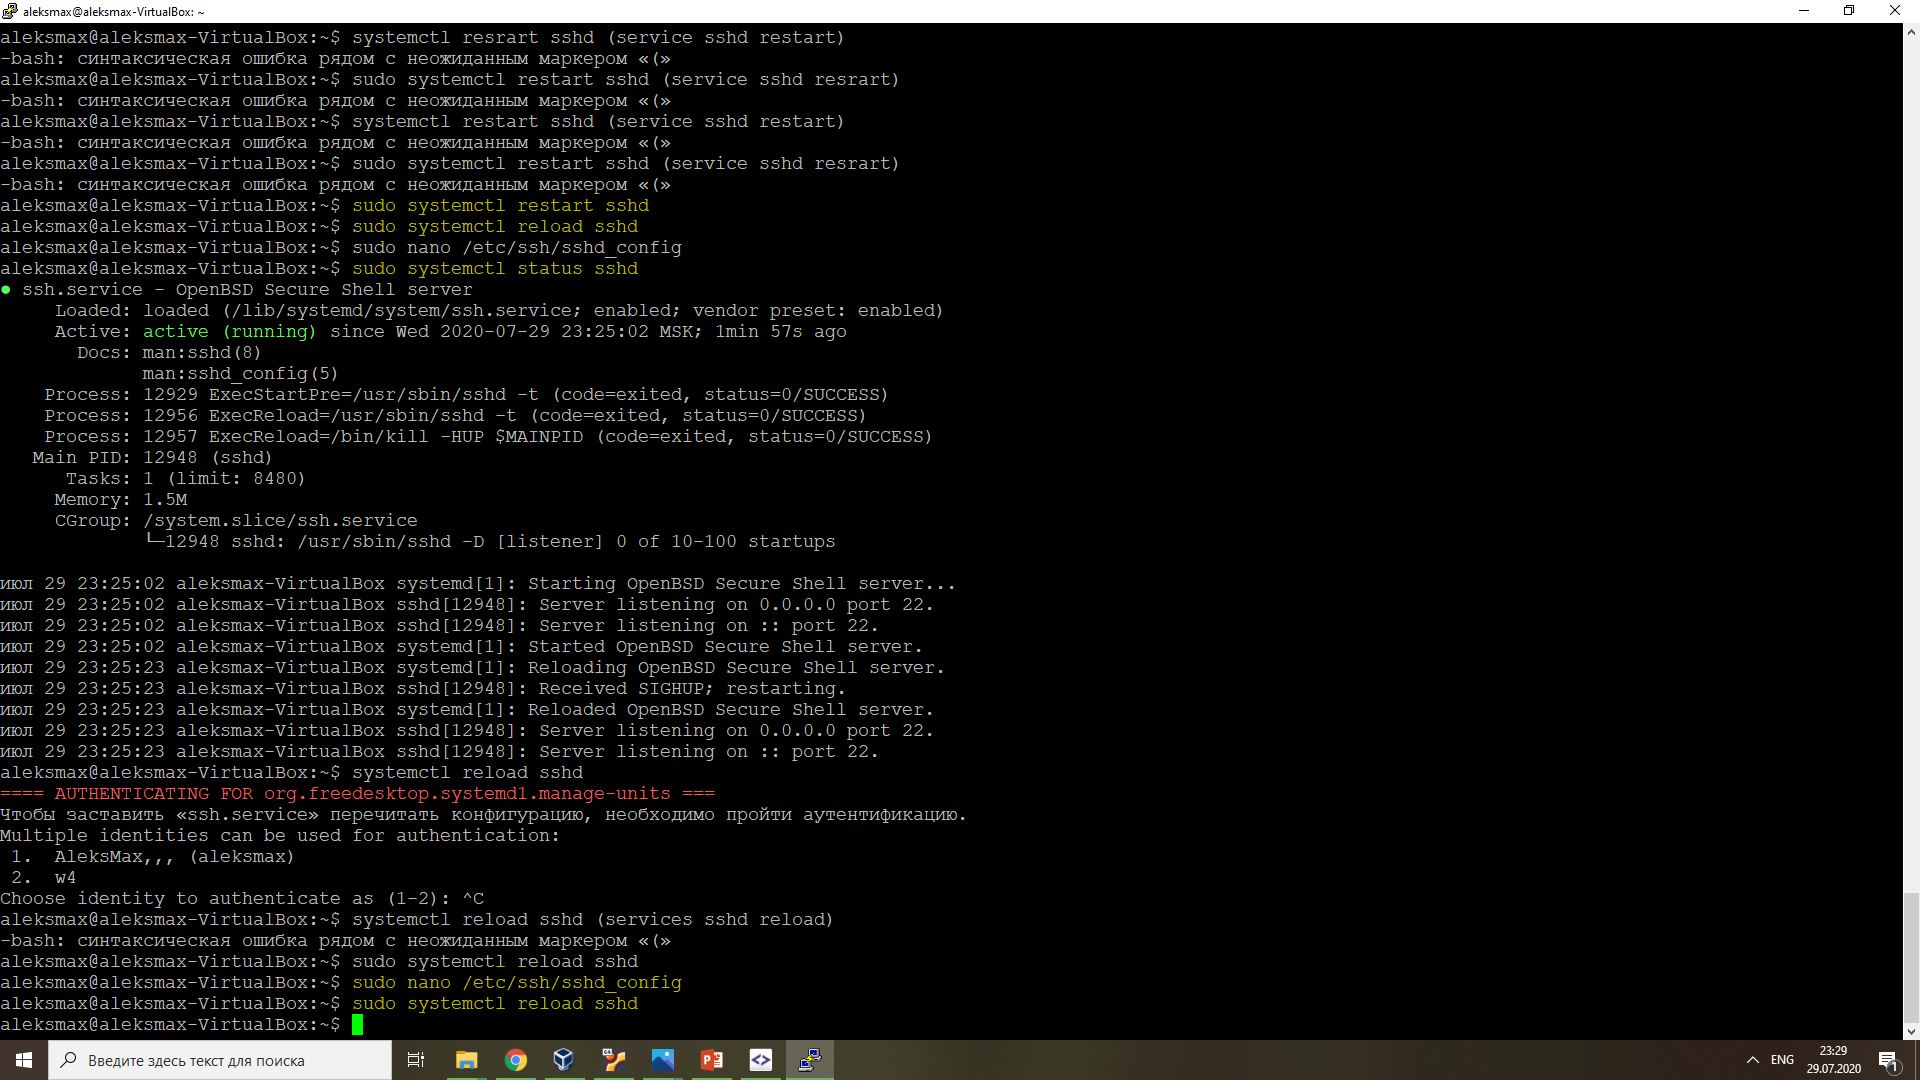 aleksmax@aleksmax-VirtualBox: ~
aleksmax@aleksmax-VirtualBox:~$ systemctl resrart sshd (service sshd restart)
-bash: синтаксическая ошибка рядом с неожиданным маркером «(»
aleksmax@aleksmax-VirtualBox:~$ sudo systemctl restart sshd (service sshd resrart)
-bash: синтаксическая ошибка рядом с неожиданным маркером «(»
aleksmax@aleksmax-VirtualBox:~$ systemctl restart sshd (service sshd restart)
-bash: синтаксическая ошибка рядом с неожиданным маркером «(»
aleksmax@aleksmax-VirtualBox:~$ sudo systemctl restart sshd (service sshd resrart)
-bash: синтаксическая ошибка рядом с неожиданным маркером «(»
aleksmax@aleksmax-VirtualBox:~$ sudo systemctl restart sshd
aleksmax@aleksmax-VirtualBox:~$ sudo systemctl reload sshd
aleksmax@aleksmax-VirtualBox:~$ sudo nano /etc/ssh/sshd_config
aleksmax@aleksmax-VirtualBox:~$ sudo systemctl status sshd
● ssh.service - OpenBSD Secure Shell server
Loaded: loaded (/lib/systemd/system/ssh.service; enabled; vendor preset: enabled)
Active: active (running) since Wed 2020-07-29 23:25:02 MSK; 1min 57s ago
Docs: man:sshd(8)
man:sshd_config(5)
Process: 12929 ExecStartPre=/usr/sbin/sshd -t (code=exited, status=0/SUCCESS)
Process: 12956 ExecReload=/usr/sbin/sshd -t (code=exited, status=0/SUCCESS)
Process: 12957 ExecReload=/bin/kill -HUP $MAINPID (code=exited, status=0/SUCCESS)
Main PID: 12948 (sshd)
Tasks: 1 (limit: 8480)
Memory: 1.5M
CGroup: /system.slice/ssh.service
└─12948 sshd: /usr/sbin/sshd -D [listener] 0 of 10-100 startups
июл 29 23:25:02 aleksmax-VirtualBox systemd[1]: Starting OpenBSD Secure Shell server...
июл 29 23:25:02 aleksmax-VirtualBox sshd[12948]: Server listening on 0.0.0.0 port 22.
июл 29 23:25:02 aleksmax-VirtualBox sshd[12948]: Server listening on :: port 22.
июл 29 23:25:02 aleksmax-VirtualBox systemd[1]: Started OpenBSD Secure Shell server.
июл 29 23:25:23 aleksmax-VirtualBox systemd[1]: Reloading OpenBSD Secure Shell server.
июл 29 23:25:23 aleksmax-VirtualBox sshd[12948]: Received SIGHUP; restarting.
июл 29 23:25:23 aleksmax-VirtualBox systemd[1]: Reloaded OpenBSD Secure Shell server.
июл 29 23:25:23 aleksmax-VirtualBox sshd[12948]: Server listening on 0.0.0.0 port 22.
июл 29 23:25:23 aleksmax-VirtualBox sshd[12948]: Server listening on :: port 22.
aleksmax@aleksmax-VirtualBox:~$ systemctl reload sshd
==== AUTHENTICATING FOR org.freedesktop.systemd1.manage-units ===
Чтобы заставить «ssh.service» перечитать конфигурацию, необходимо пройти аутентификацию.
Multiple identities can be used for authentication:
1. AleksMax,,, (aleksmax)
2. w4
Choose identity to authenticate as (1-2): ^C
aleksmax@aleksmax-VirtualBox:~$ systemctl reload sshd (services sshd reload)
-bash: синтаксическая ошибка рядом с неожиданным маркером «(»
aleksmax@aleksmax-VirtualBox:~$ sudo systemctl reload sshd
aleksmax@aleksmax-VirtualBox:~$ sudo nano /etc/ssh/sshd_config
aleksmax@aleksmax-VirtualBox:~$ sudo systemctl reload sshd
aleksmax@aleksmax-VirtualBox:~$
Введите здесь текст для поиска
ENG
23:29
29.07.2020
1